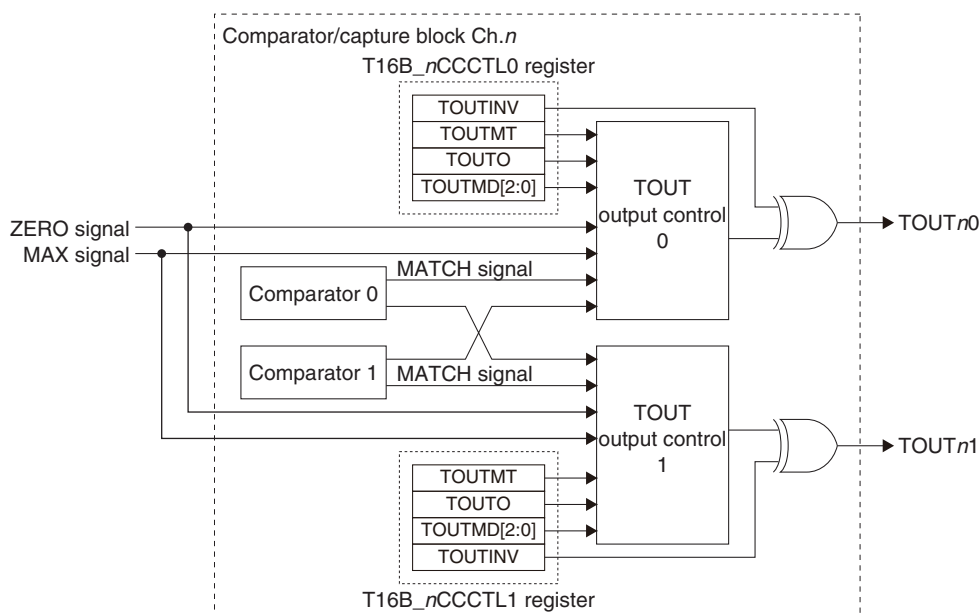 Comparator/capture block Ch.n
T16B_nCCCTL0 register
TOUTINV
TOUTMT
TOUTO
TOUTMD[2:0]
TOUT
output control
0
TOUTn0
ZERO signal
MAX signal
MATCH signal
Comparator 0
Comparator 1
MATCH signal
TOUT
output control
1
TOUTn1
TOUTMT
TOUTO
TOUTMD[2:0]
TOUTINV
T16B_nCCCTL1 register